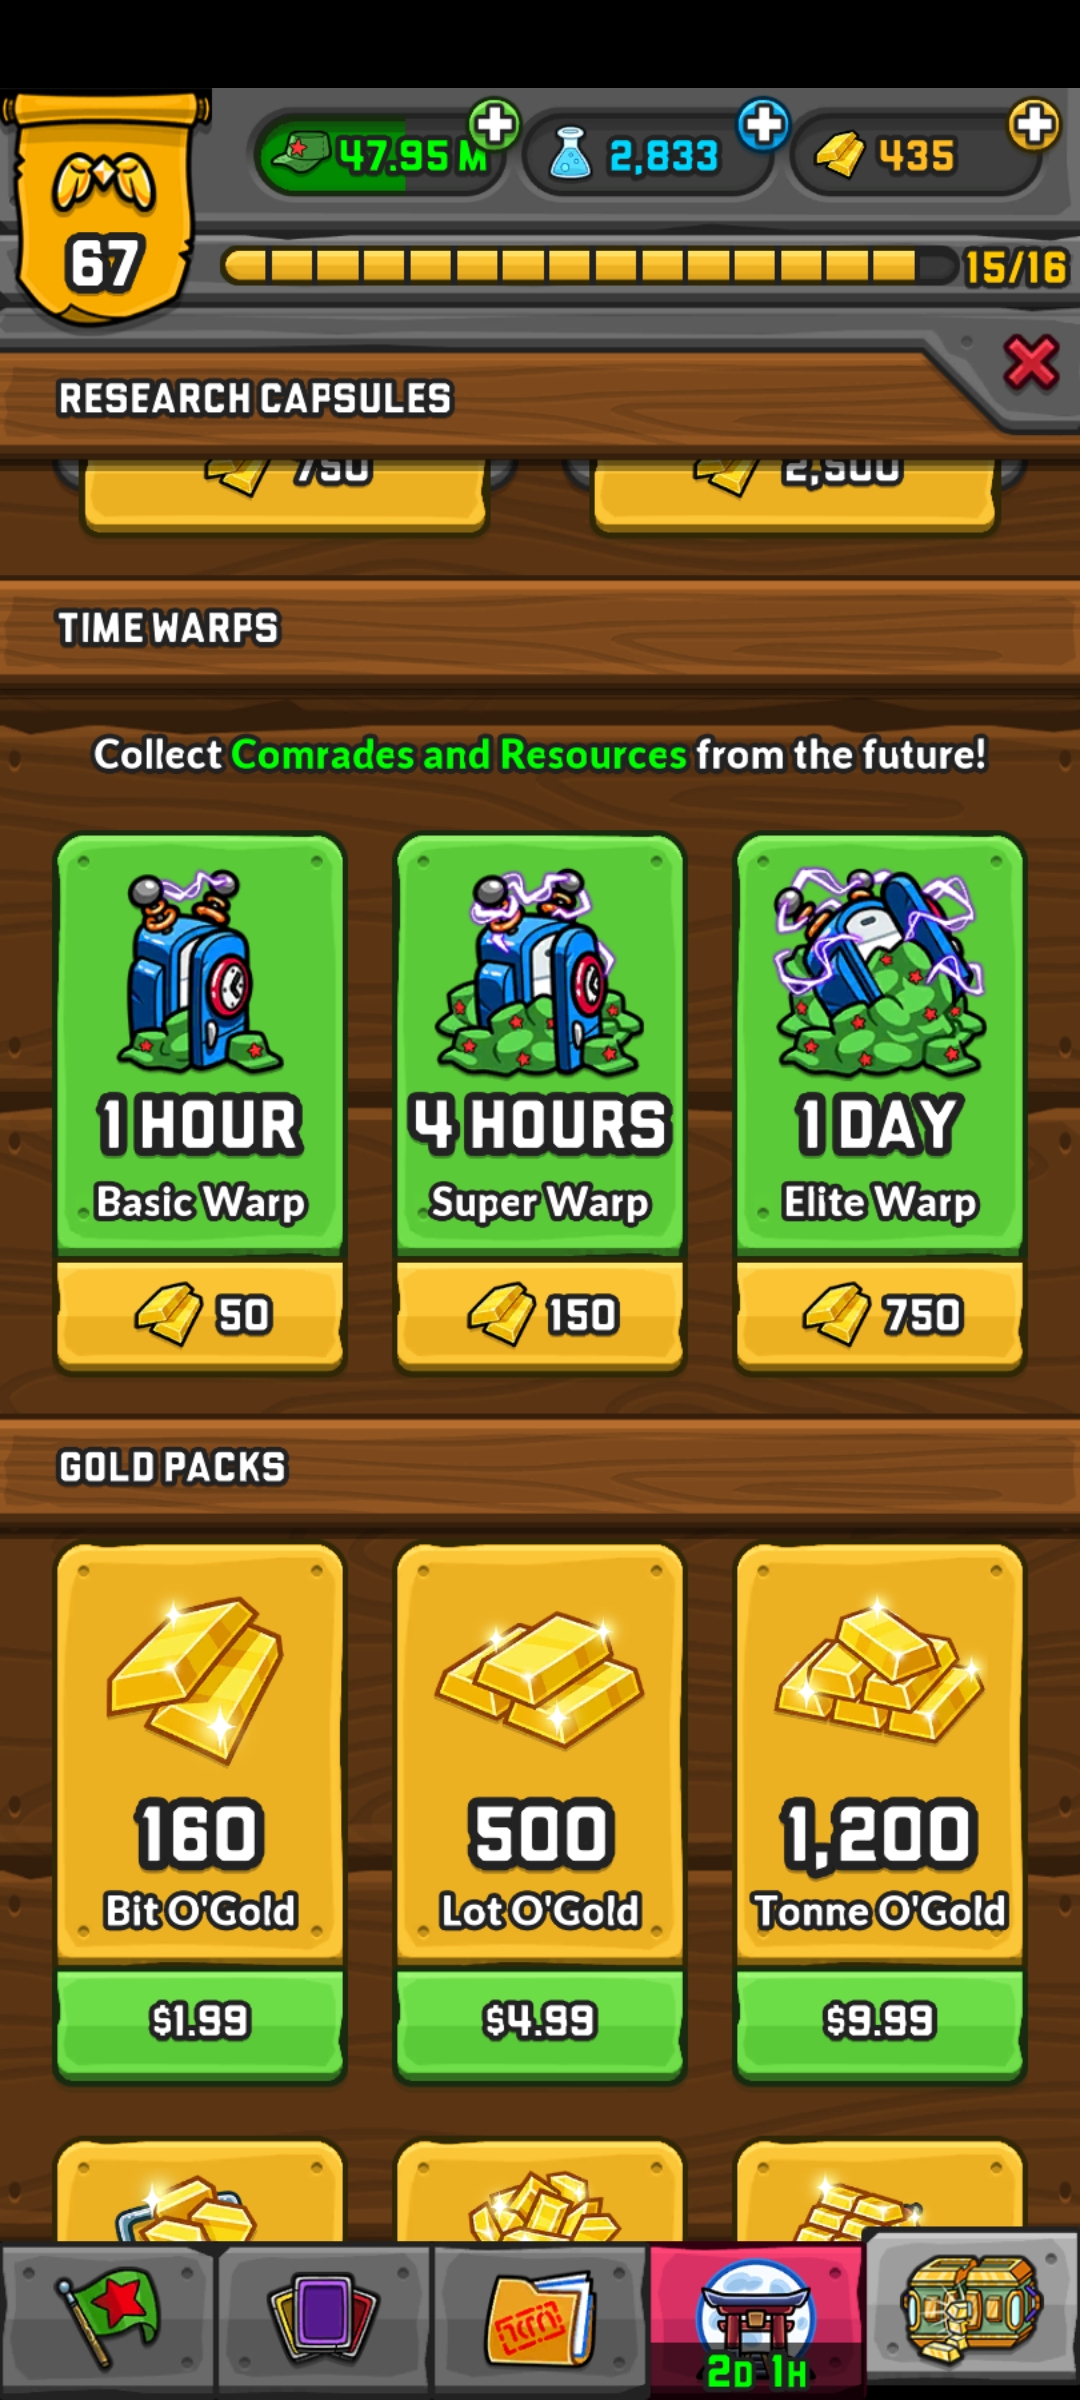 47.95 M
2,833
435
67
15/16
RESEARCH CAPSULES
750
2,500
TIME WARPS
Collect Comrades and Resources from the future!
1 HOUR
4 HOURS
1 DAY
Basic Warp
Super Warp
Elite Warp
50
150
750
GOLD PACKS
160
500
1,200
Bit O'Gold
Lot O'Gold
Tonne O'Gold
$1.99
$4.99
$9.99
2D 1H